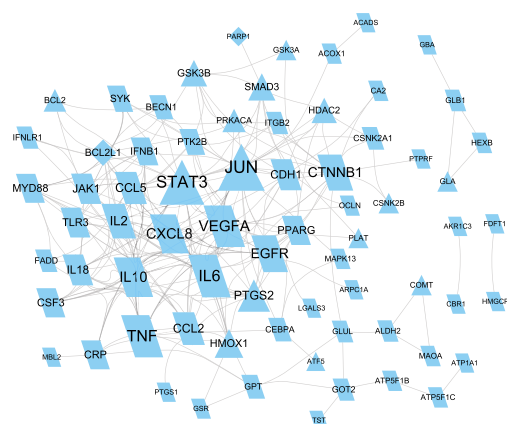 ACADS
PARP1
GSK3A
ACOX1
GBA
GSK3B
SMAD3
CA2
BCL2
SYK
BECN1
HDAC2
GLB1
PRKACA
ITGB2
IFNLR1
PTK2B
CSNK2A1
HEXB
BCL2L1
IFNB1
PTPRF
JUN
CDH1
CTNNB1
MYD88
JAK1
CCL5
STAT3
GLA
OCLN
CSNK2B
TLR3
IL2
CXCL8
VEGFA
PPARG
AKR1C3
FDFT1
PLAT
FADD
IL18
EGFR
MAPK13
IL10
IL6
COMT
CSF3
PTGS2
ARPC1A
CBR1
HMGCR
LGALS3
TNF
CCL2
CEBPA
GLUL
ALDH2
HMOX1
MBL2
CRP
MAOA
ATF5
ATP1A1
PTGS1
GPT
GOT2
ATP5F1B
ATP5F1C
GSR
TST